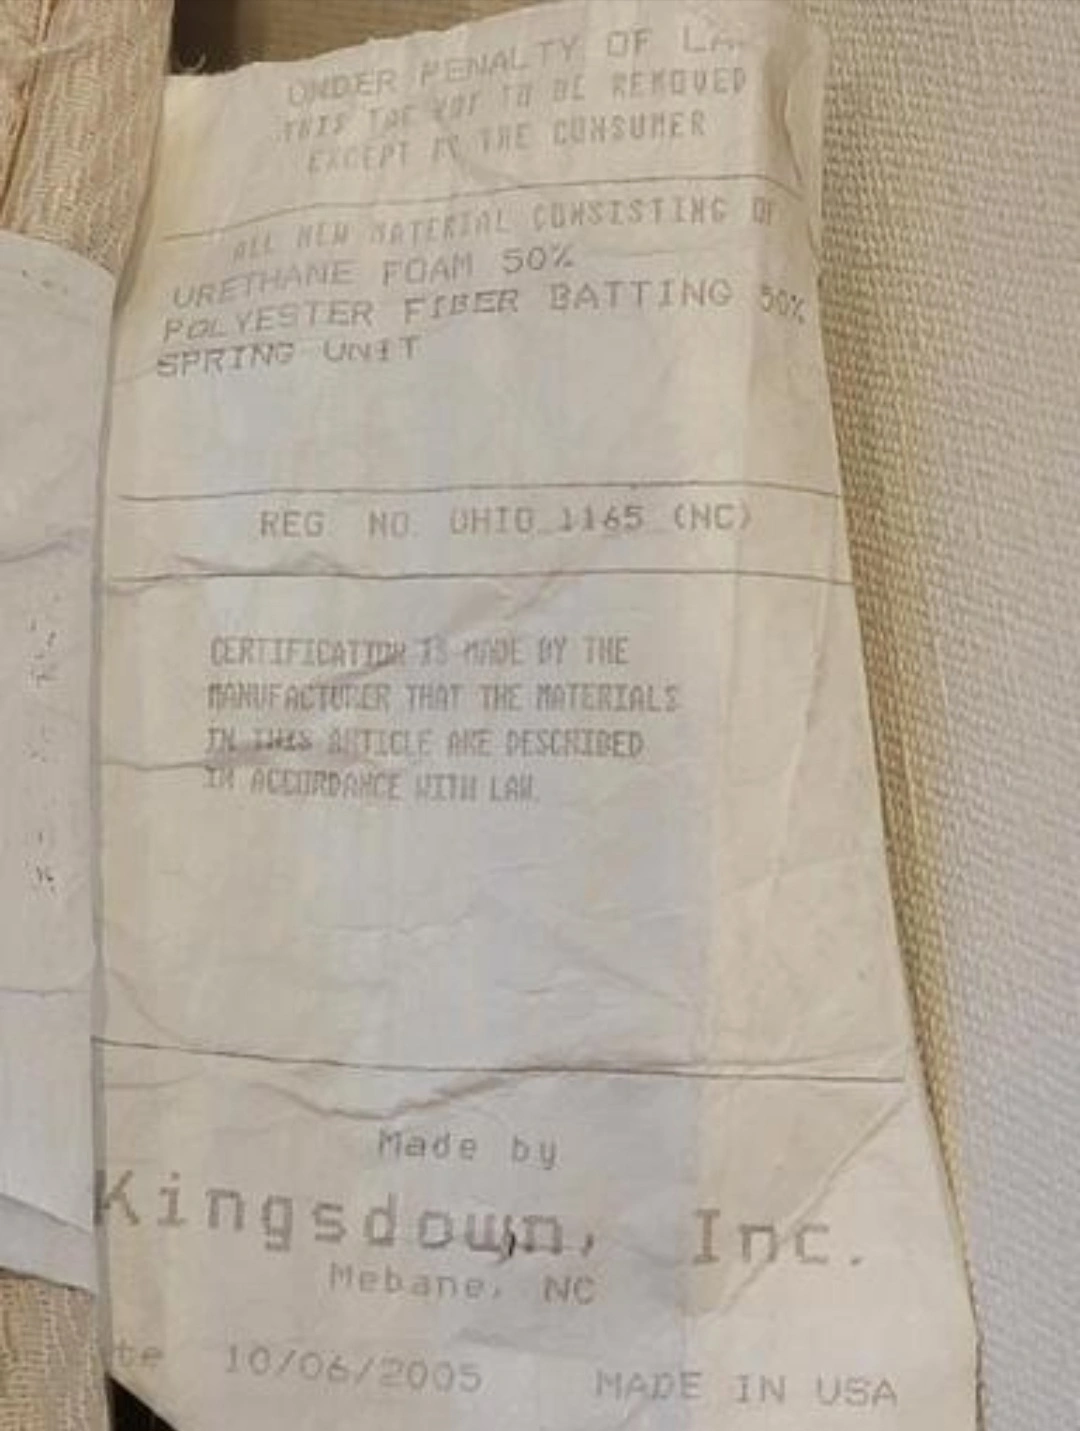 UNDER PENALTY OF LA
THIS TAG NOT TO BE REMOVED
EXCEPT BY THE CONSUMER
ALL NEW MATERIAL CONSISTING OF
URETHANE FOAM 50%
POLYESTER FIBER BATTING 50%
SPRING UNIT
REG. NO. OHIO 1165 (NC)
CERTIFICATION IS MADE BY THE
MANUFACTURER THAT THE MATERIALS
IN THIS ARTICLE ARE DESCRIBED
IN ACCORDANCE WITH LAW.
Made by
Kingsdown, Inc.
Mebane, NC
te 10/06/2005 MADE IN USA